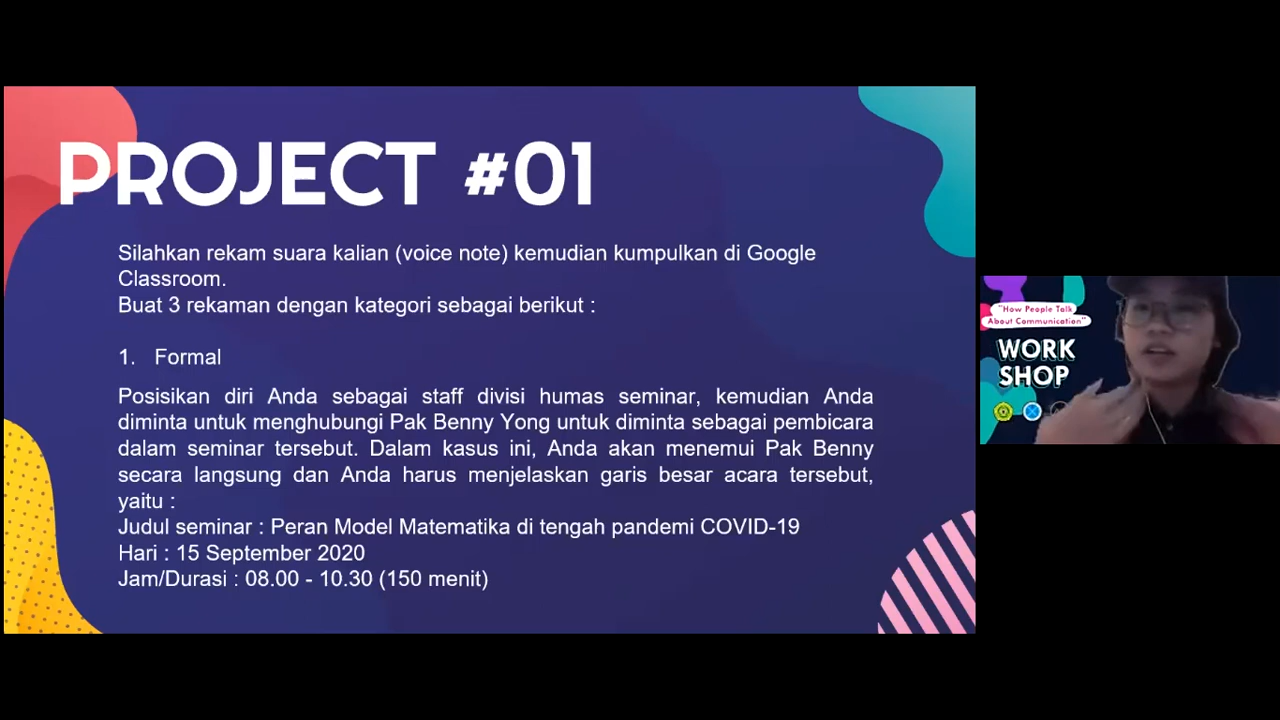 PROJECT #01
Silahkan rekam suara kalian (voice note) kemudian kumpulkan di Google
Classroom.
Buat 3 rekaman dengan kategori sebagai berikut :
1. Formal
Posisikan diri Anda sebagai staff divisi humas seminar, kemudian Anda
diminta untuk menghubungi Pak Benny Yong untuk diminta sebagai pembicara
dalam seminar tersebut. Dalam kasus ini, Anda akan menemui Pak Benny
secara langsung dan Anda harus menjelaskan garis besar acara tersebut,
yaitu :
Judul seminar : Peran Model Matematika di tengah pandemi COVID-19
Hari : 15 September 2020
Jam/Durasi : 08.00 - 10.30 (150 menit)
"How People Talk
About Communication"
WORK
SHOP